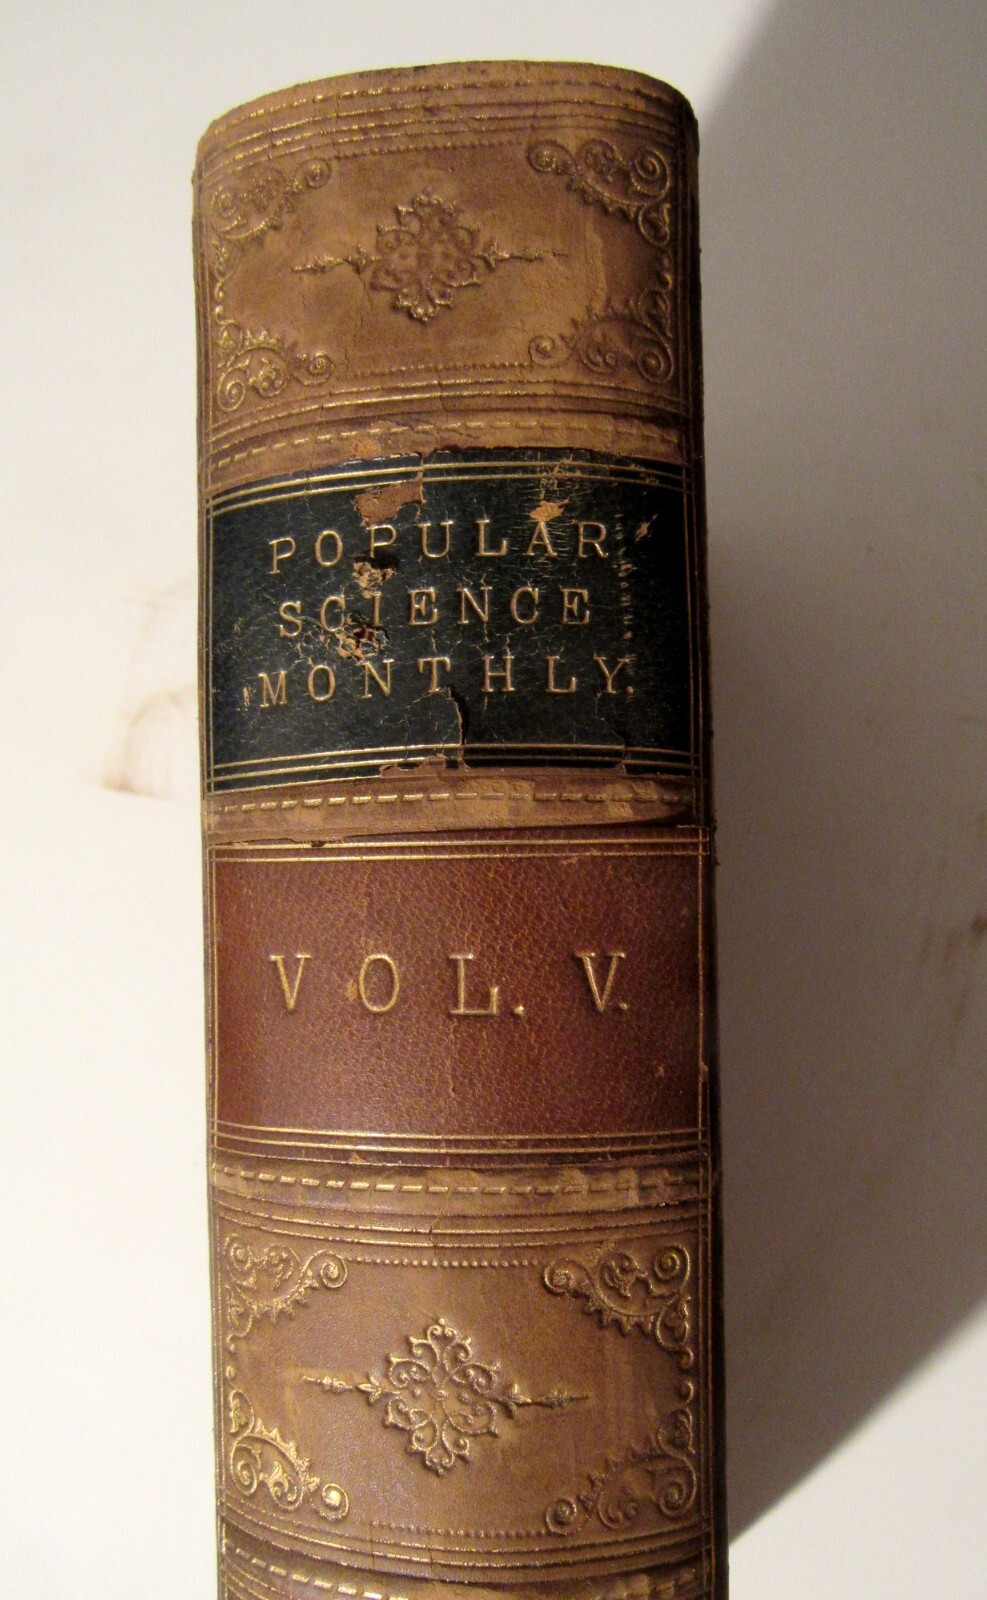 POPULAR
SCIENCE
MONTHLY.
VOL. V.